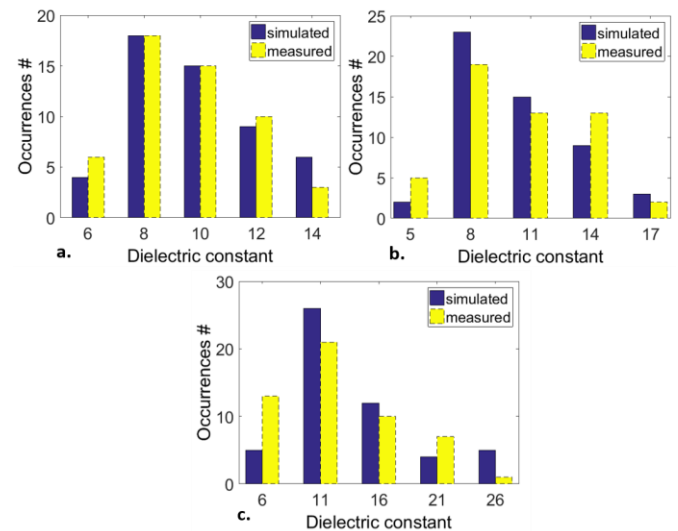 20
15
10
5
0
Occurrences #
simulated
measured
6 8 10 12 14
Dielectric constant
a.
25
20
15
10
5
0
Occurrences #
simulated
measured
5 8 11 14 17
Dielectric constant
b.
30
20
10
0
Occurrences #
simulated
measured
6 11 16 21 26
Dielectric constant
c.